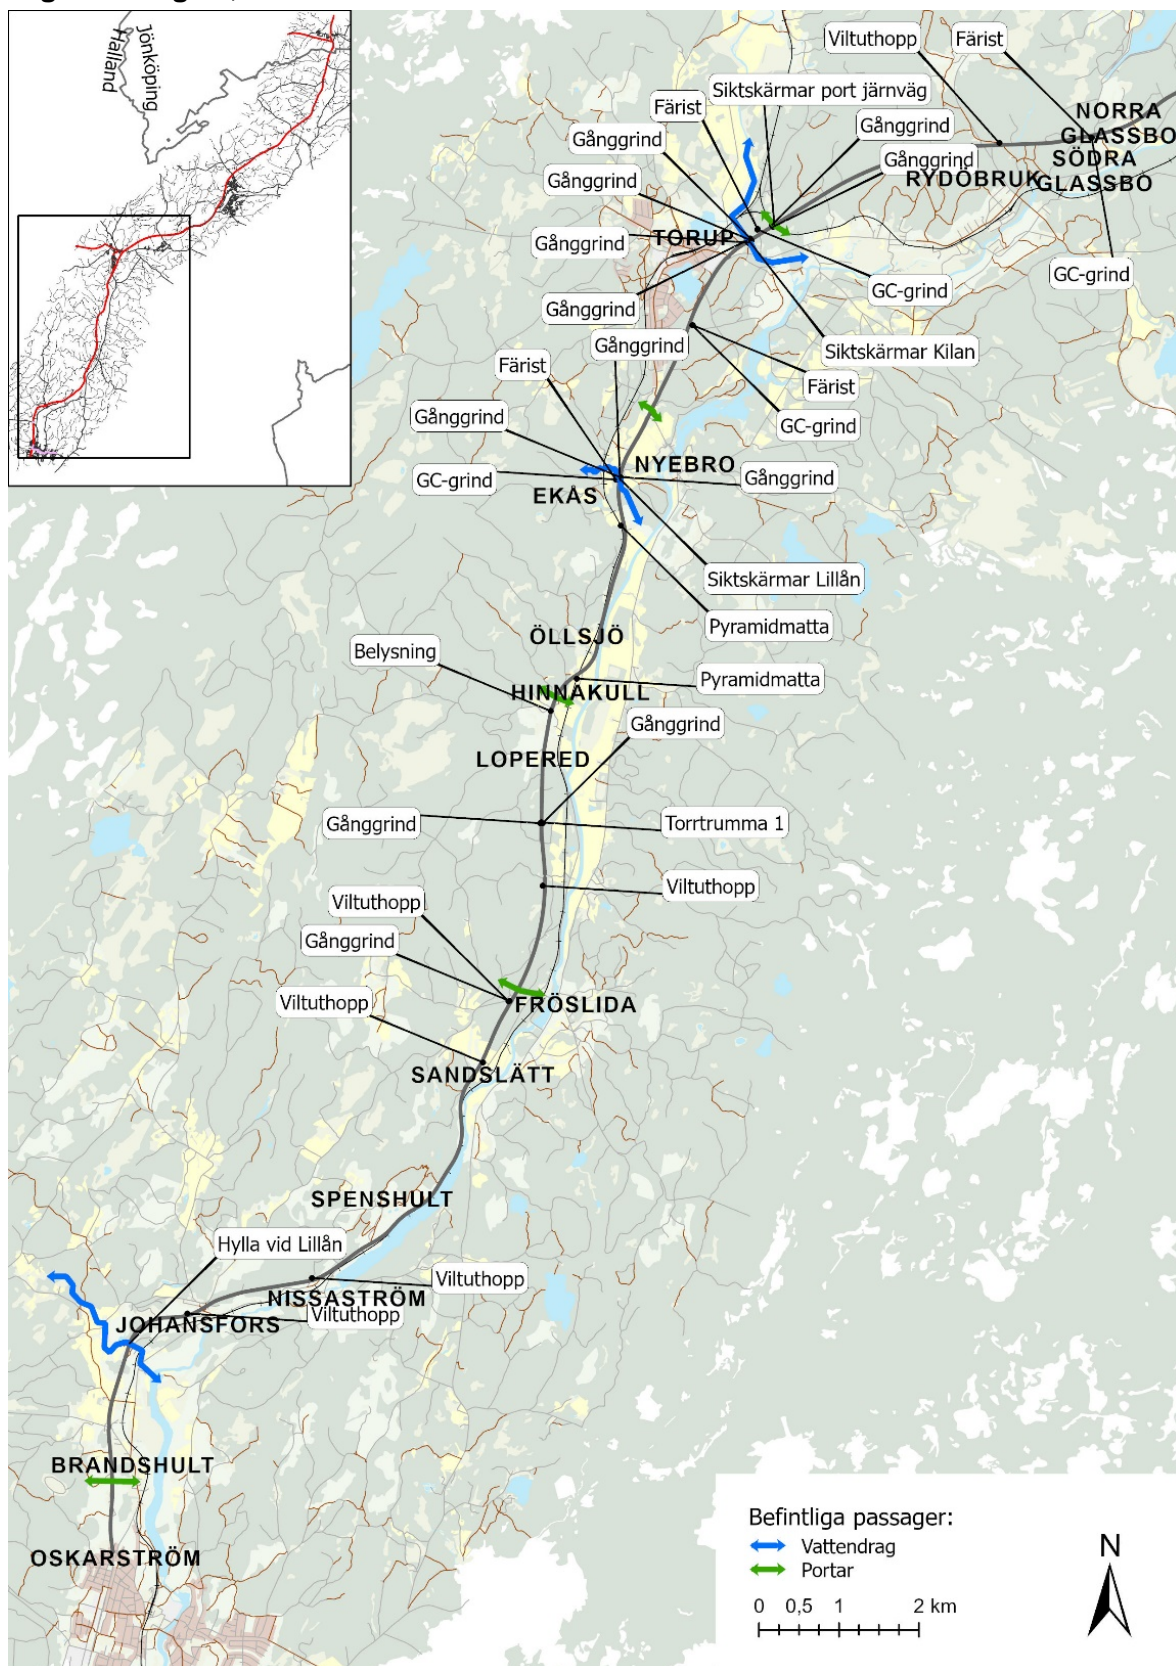 Jönköping
Halland
Viltuthopp
Färist
Siktskärmar port järnväg
Färist
Gånggrind
Gånggrind
NORRA
GLASSBO
SÖDRA
GLASSBO
Gånggrind
RYDÖBRUK
Gånggrind
TORUP
Gånggrind
GC-grind
GC-grind
Gånggrind
Gånggrind
Siktskärmar Kilan
Färist
Färist
Gånggrind
GC-grind
NYEBRO
GC-grind
Gånggrind
EKÅS
Siktskärmar Lillån
Pyramidmatta
ÖLLSJÖ
Belysning
Pyramidmatta
HINNAKULL
Gånggrind
LOPERED
Gånggrind
Torrtrumma 1
Viltuthopp
Viltuthopp
Gånggrind
Viltuthopp
FRÖSLIDA
SANDSLÄTT
SPENSHULT
Hylla vid Lillån
Viltuthopp
NISSASTRÖM
Viltuthopp
JOHANSFORS
BRANDSHULT
OSKARSTRÖM
Befintliga passager:
Vattendrag
Portar
0 0,5 1 2 km
N